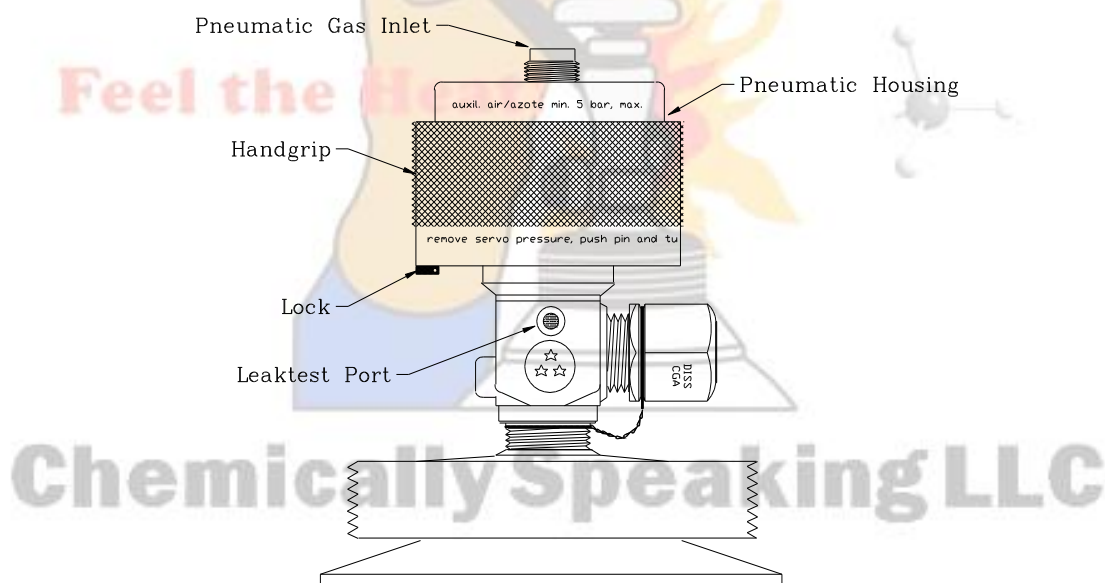 Pneumatic Gas Inlet
Feel the Hea
Pneumatic Housing
auxil. air/azote min. 5 bar, max.
Handgrip
remove servo pressure, push pin and tu
Lock
Leaktest Port
DISS
CGA
Chemically Speaking LLC